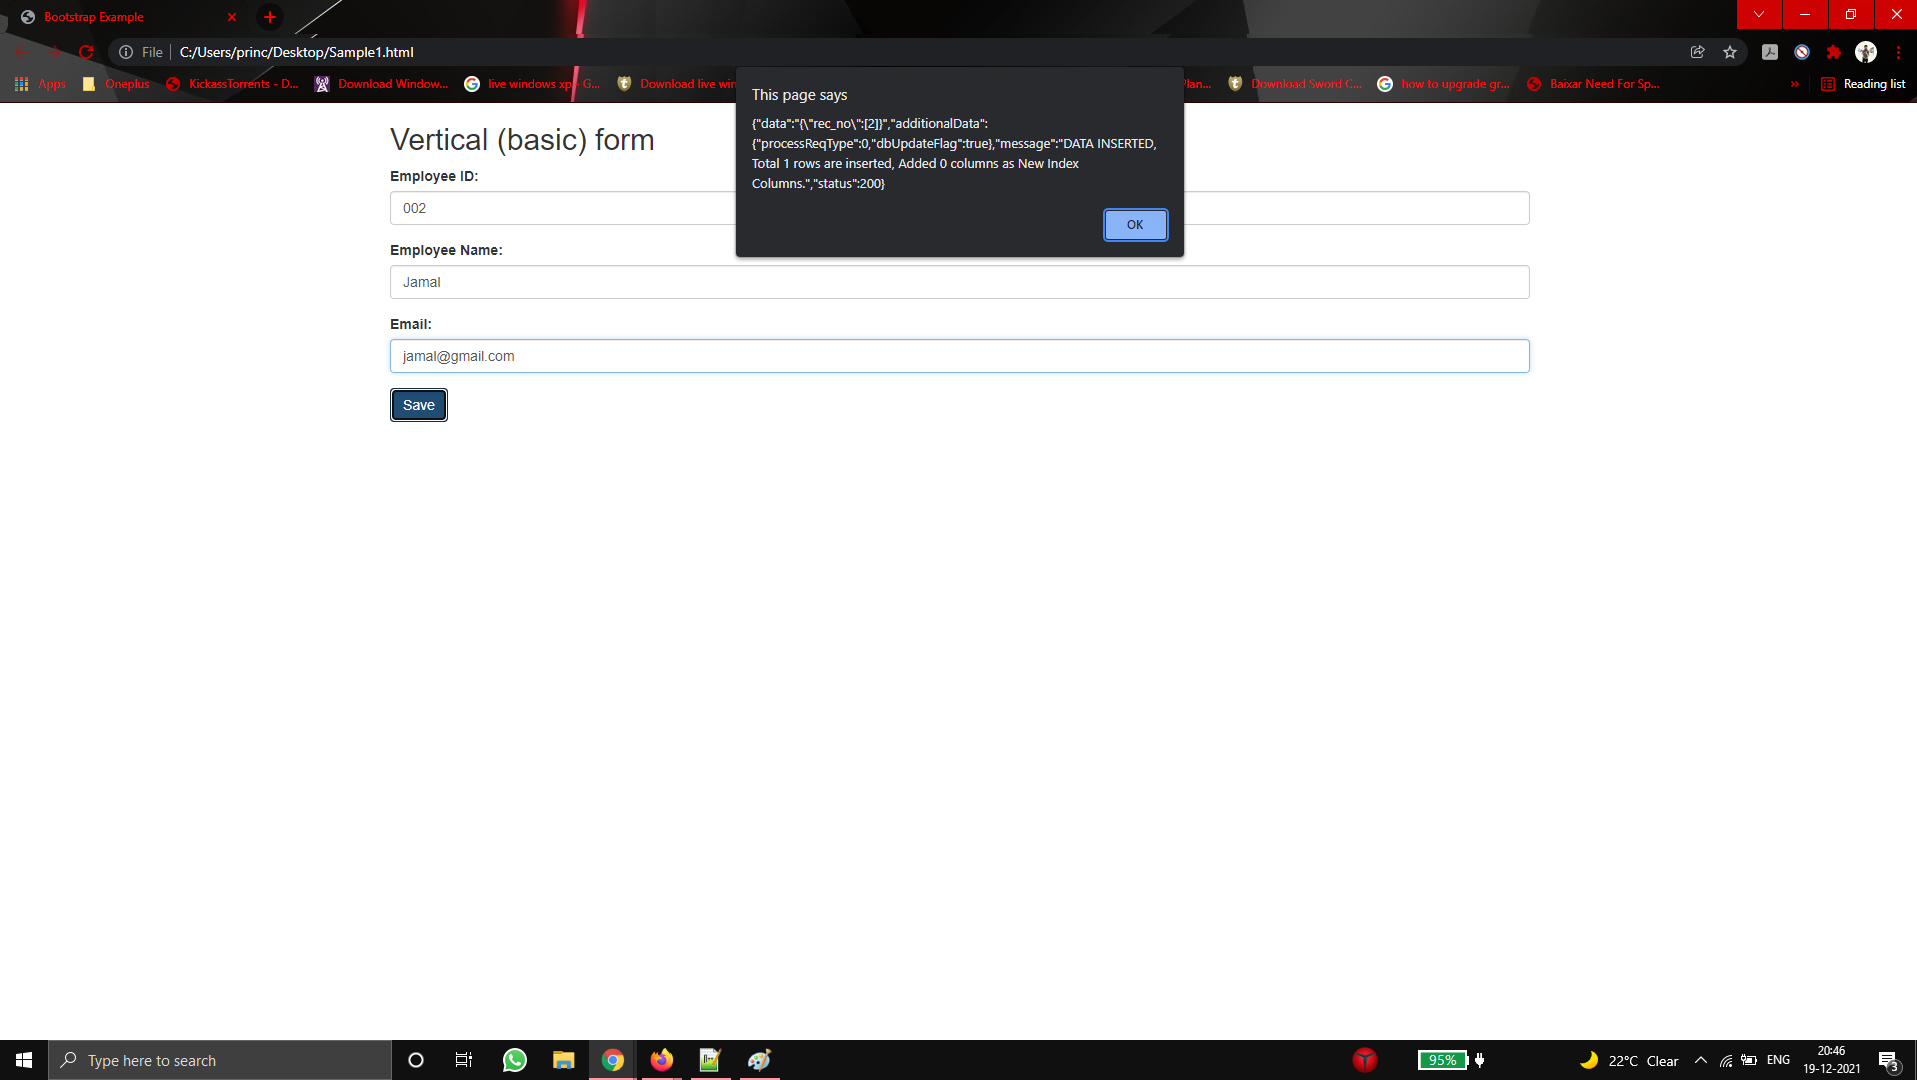 Bootstrap Example
File
C:/Users/princ/Desktop/Sample1.html
Apps
Oneplus
KickassTorrents - D...
Download Window...
live windows xp - G...
Download live win
Plan...
Download Sword C...
how to upgrade gr...
Baixar Need For Sp...
Reading list
This page says
{"data":"{\"rec_no\":[2]}","additionalData":
{"processReqType":0,"dbUpdateFlag":true},"message":"DATA INSERTED,
Total 1 rows are inserted, Added 0 columns as New Index
Columns.","status":200}
OK
Vertical (basic) form
Employee ID:
002
Employee Name:
Jamal
Email:
jamal@gmail.com
Save
Type here to search
95%
22°C Clear
ENG
20:46
19-12-2021
3